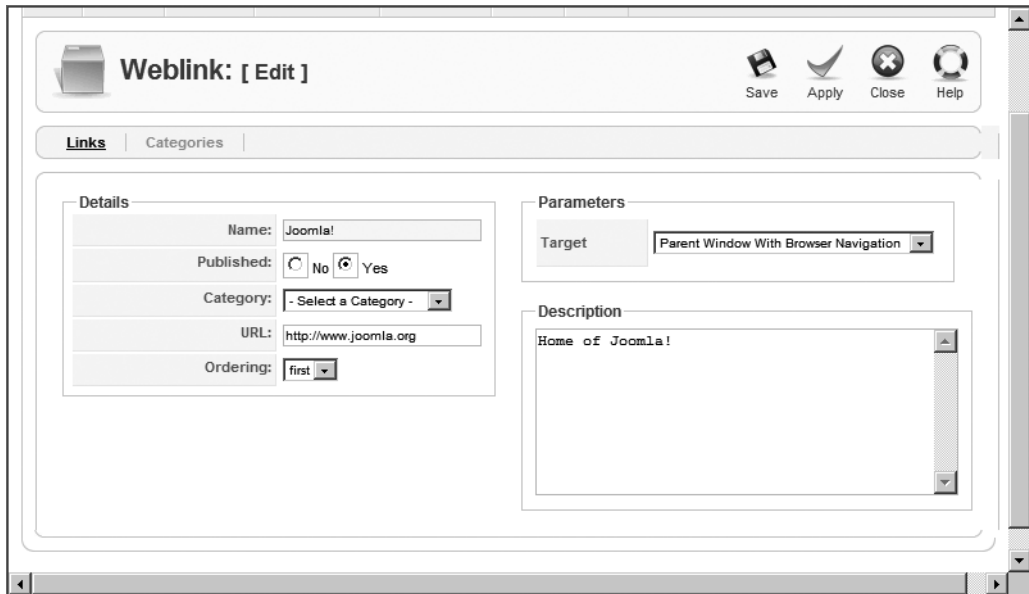 Weblink: [ Edit ]
Save Apply Close Help
Links Categories
Details
Name: Joomla!
Published: No Yes
Category: - Select a Category -
URL: http://www.joomla.org
Ordering: first
Parameters
Target Parent Window With Browser Navigation
Description
Home of Joomla!